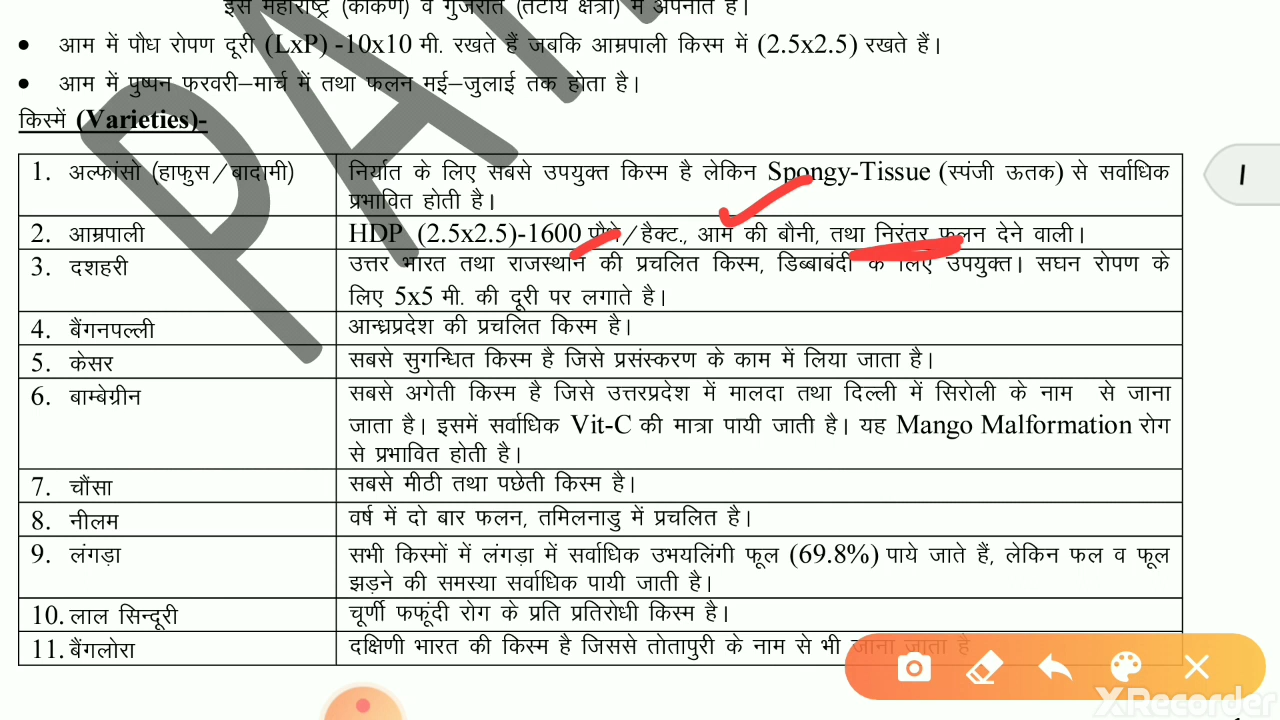 इसे महाराष्ट्र (कोंकण) व गुजरात (तटीय क्षेत्रों) में अपनाते है।
• आम में पौध रोपण दूरी (LxP) -10x10 मी. रखते हैं जबकि आम्रपाली किस्म में (2.5x2.5) रखते हैं।
• आम में पुष्पन फरवरी–मार्च में तथा फलन मई–जुलाई तक होता है।
किस्में (Varieties)-
1. अल्फांसो (हाफुस/बादामी) निर्यात के लिए सबसे उपयुक्त किस्म है लेकिन Spongy-Tissue (स्पंजी ऊतक) से सर्वाधिक
प्रभावित होती है।
2. आम्रपाली HDP (2.5x2.5)-1600 पौधे/हैक्ट., आम की बौनी, तथा निरंतर फलन देने वाली।
3. दशहरी उत्तर भारत तथा राजस्थान की प्रचलित किस्म, डिब्बाबंदी के लिए उपयुक्त। सघन रोपण के
लिए 5x5 मी. की दूरी पर लगाते है।
4. बैंगनपल्ली आन्ध्रप्रदेश की प्रचलित किस्म है।
5. केसर सबसे सुगन्धित किस्म है जिसे प्रसंस्करण के काम में लिया जाता है।
6. बाम्बेग्रीन सबसे अगेती किस्म है जिसे उत्तरप्रदेश में मालदा तथा दिल्ली में सिरोली के नाम से जाना
जाता है। इसमें सर्वाधिक Vit-C की मात्रा पायी जाती है। यह Mango Malformation रोग
से प्रभावित होती है।
7. चौंसा सबसे मीठी तथा पछेती किस्म है।
8. नीलम वर्ष में दो बार फलन, तमिलनाडु में प्रचलित है।
9. लंगड़ा सभी किस्मों में लंगड़ा में सर्वाधिक उभयलिंगी फूल (69.8%) पाये जाते हैं, लेकिन फल व फूल
झड़ने की समस्या सर्वाधिक पायी जाती है।
10. लाल सिन्दूरी चूर्णी फफूंदी रोग के प्रति प्रतिरोधी किस्म है।
11. बैंगलोरा दक्षिणी भारत की किस्म है जिससे तोतापुरी के नाम से भी जाना जाता है
XRecorder